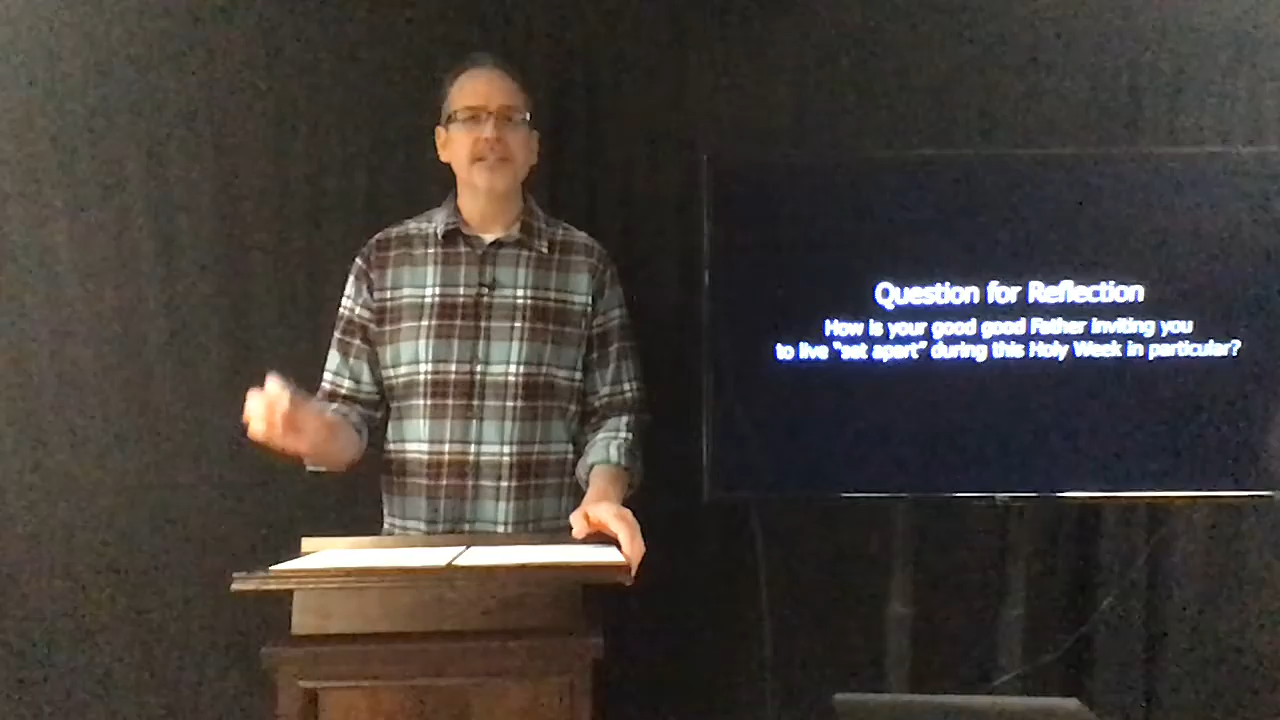 Question for Reflection
How is your good good Father inviting you
to live "set apart" during this Holy Week in particular?